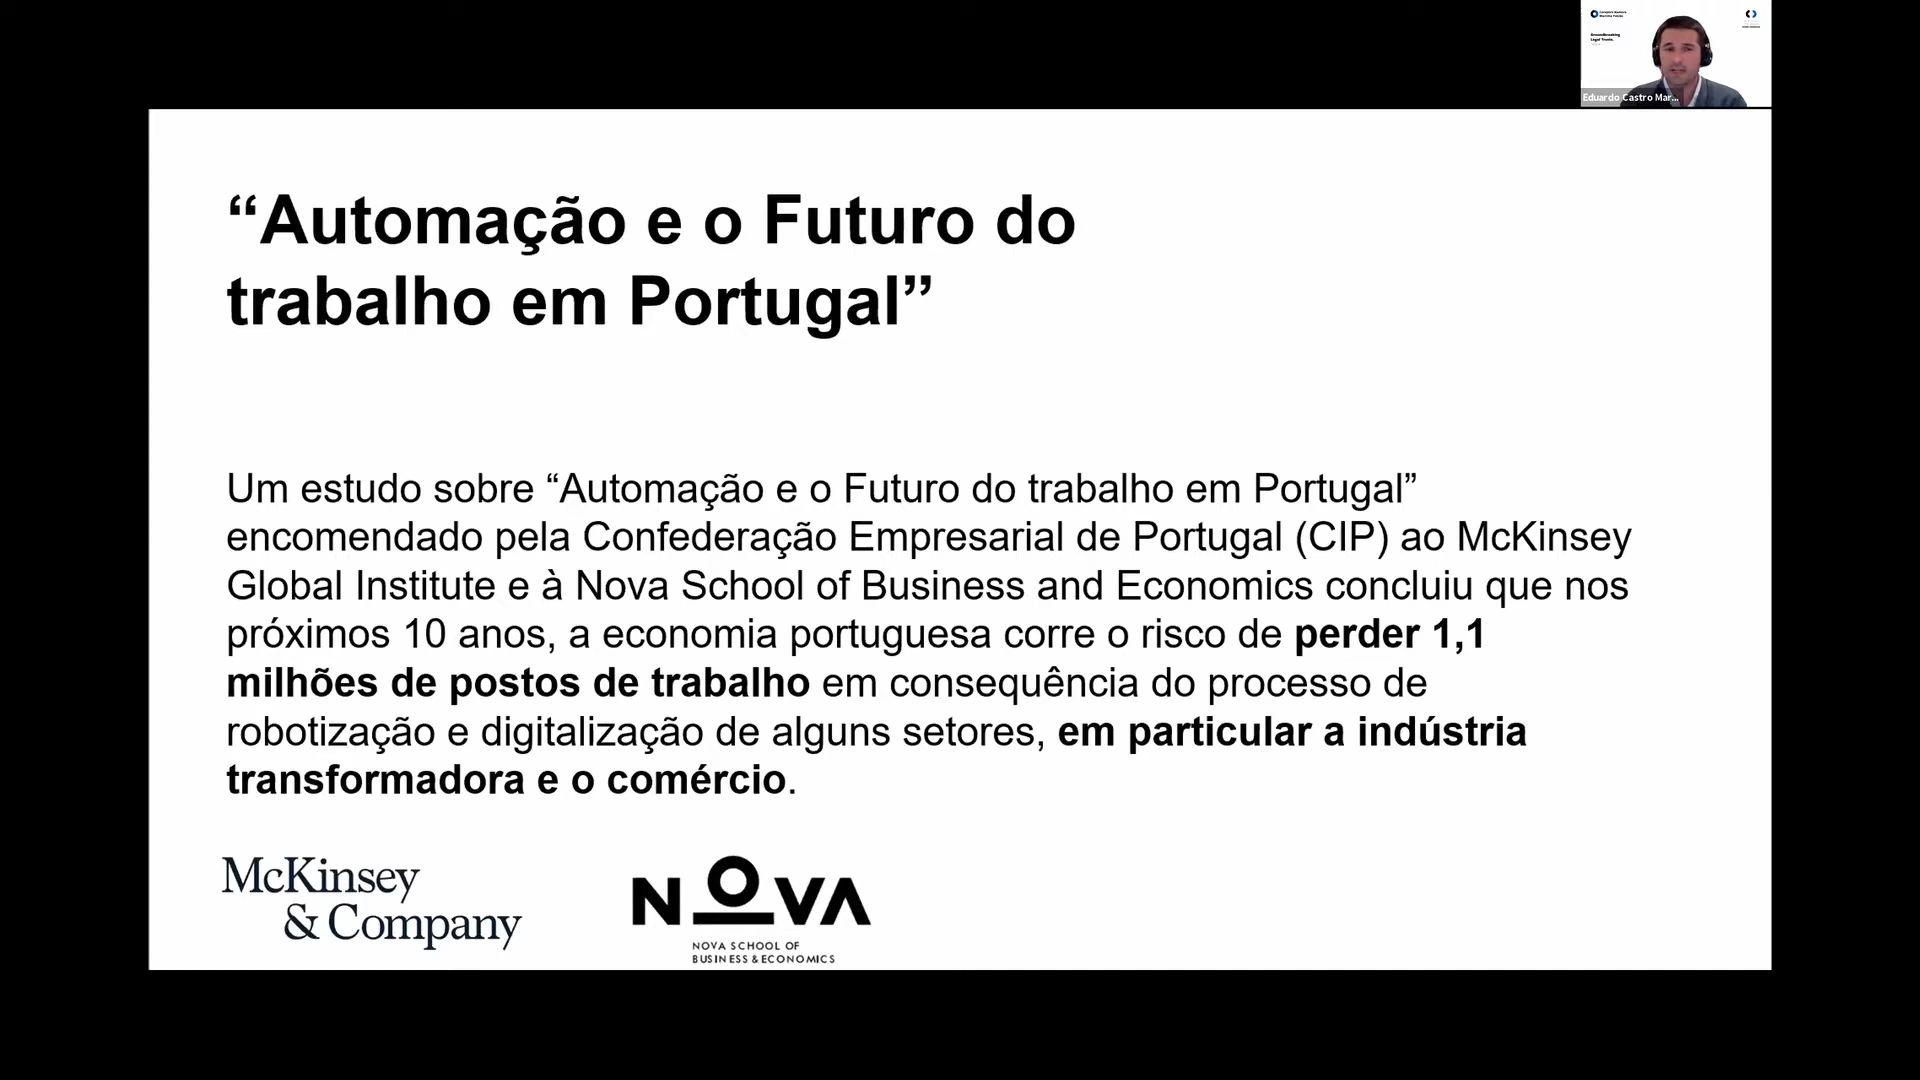 Eduardo Castro Mar...
“Automação e o Futuro do
trabalho em Portugal”
Um estudo sobre “Automação e o Futuro do trabalho em Portugal”
encomendado pela Confederação Empresarial de Portugal (CIP) ao McKinsey
Global Institute e à Nova School of Business and Economics concluiu que nos
próximos 10 anos, a economia portuguesa corre o risco de perder 1,1
milhões de postos de trabalho em consequência do processo de
robotização e digitalização de alguns setores, em particular a indústria
transformadora e o comércio.
McKinsey
& Company
NOVA
NOVA SCHOOL OF
BUSINESS & ECONOMICS